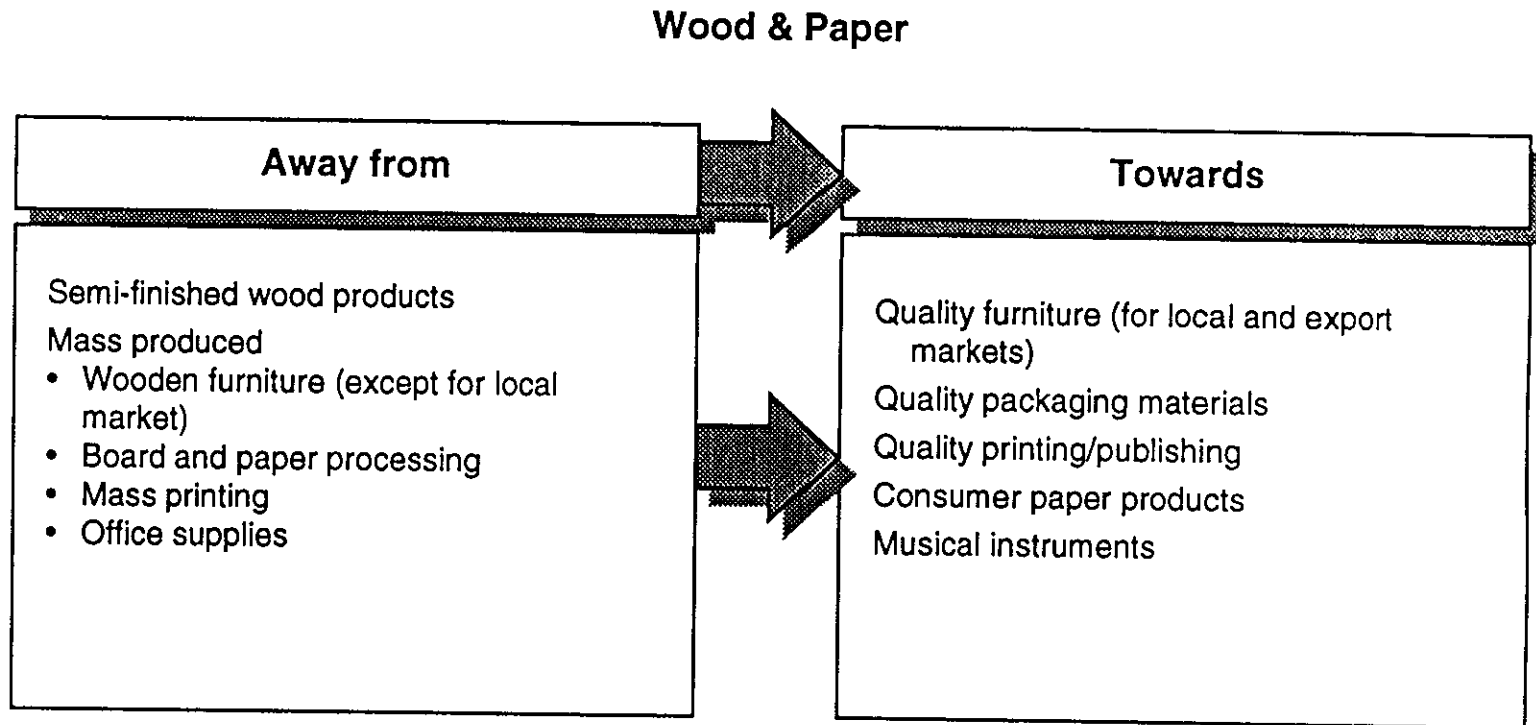 Wood & Paper
Away from
Towards
Semi-finished wood products
Mass produced
• Wooden furniture (except for local
market)
• Board and paper processing
• Mass printing
• Office supplies
Quality furniture (for local and export
markets)
Quality packaging materials
Quality printing/publishing
Consumer paper products
Musical instruments